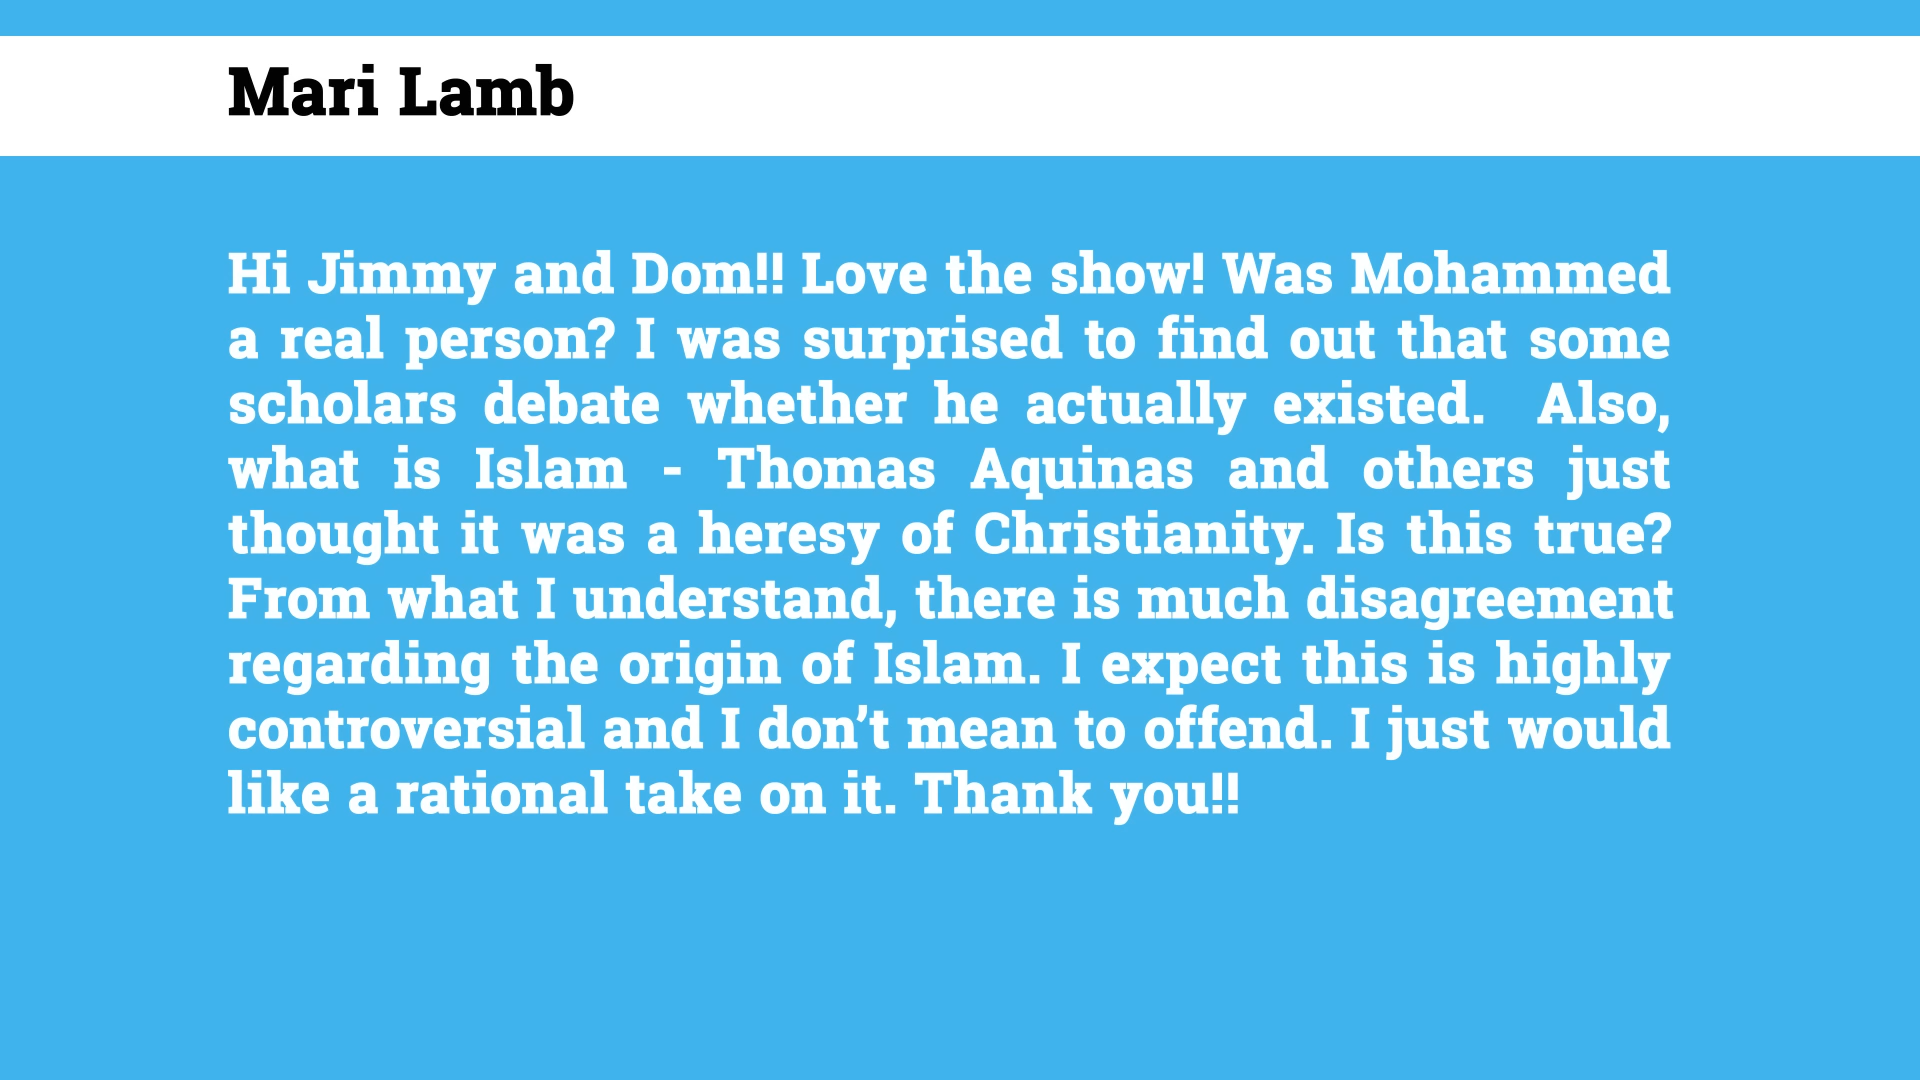 Mari Lamb
Hi Jimmy and Dom!! Love the show! Was Mohammed
a real person? I was surprised to find out that some
scholars debate whether he actually existed.  Also,
what is Islam - Thomas Aquinas and others just
thought it was a heresy of Christianity. Is this true?
From what I understand, there is much disagreement
regarding the origin of Islam. I expect this is highly
controversial and I don’t mean to offend. I just would
like a rational take on it. Thank you!!